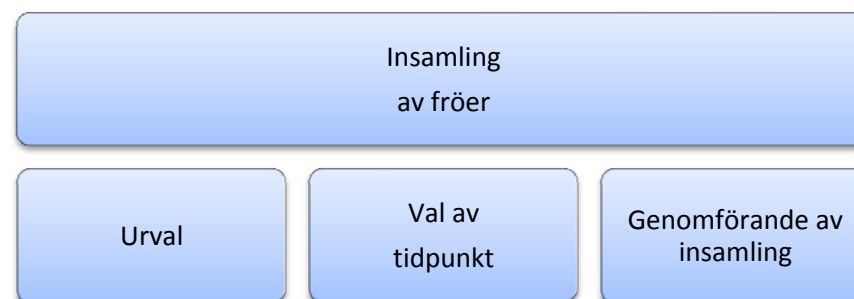 Insamling
av fröer
Urval
Val av
tidpunkt
Genomförande av
insamling